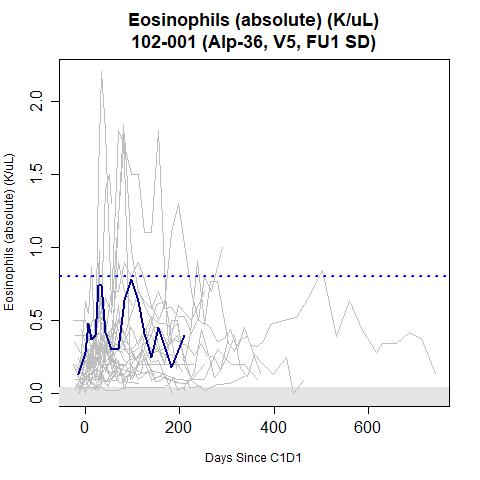 Eosinophils (absolute) (K/uL)
102-001 (Alp-36, V5, FU1 SD)
Eosinophils (absolute) (K/uL)
2.0
1.5
1.0
0.5
0.0
0 200 400 600
Days Since C1D1